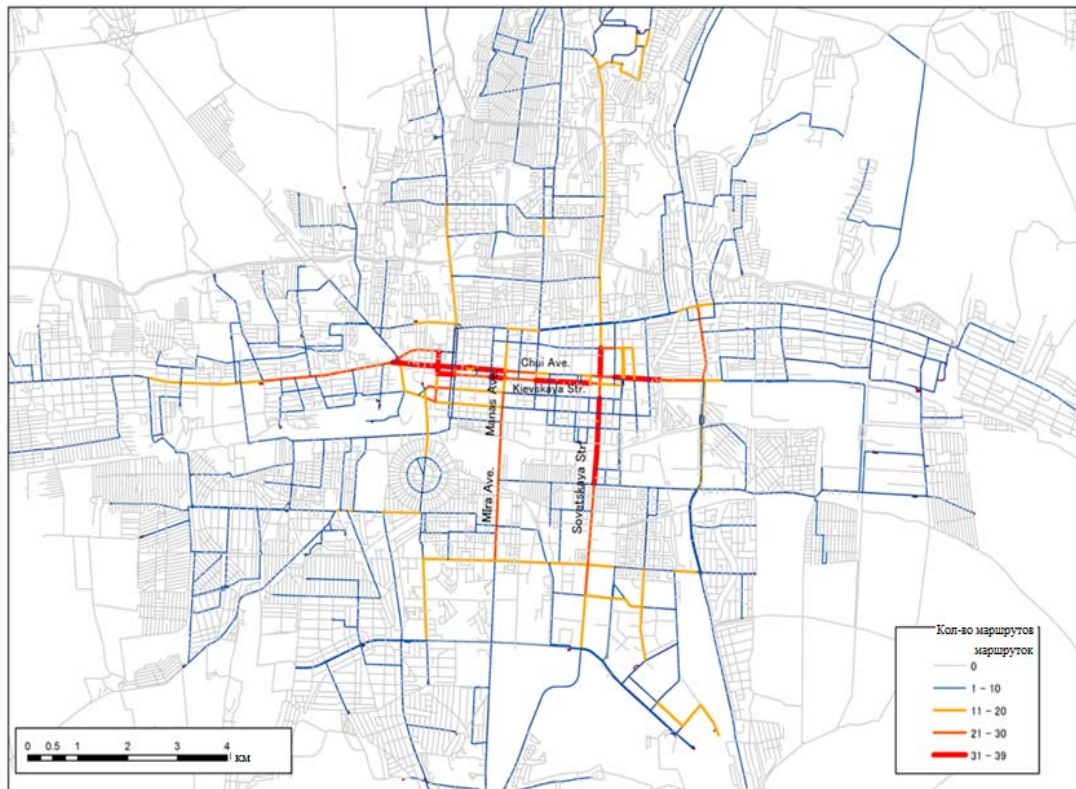 Chui Ave.
Kievskaya Str.
Manas Ave.
Mira Ave.
Sovetskaya Str.
Кол-во маршрутов
маршруток
0
1 - 10
11 - 20
21 - 30
31 - 39
0 0.5 1 2 3 4
км